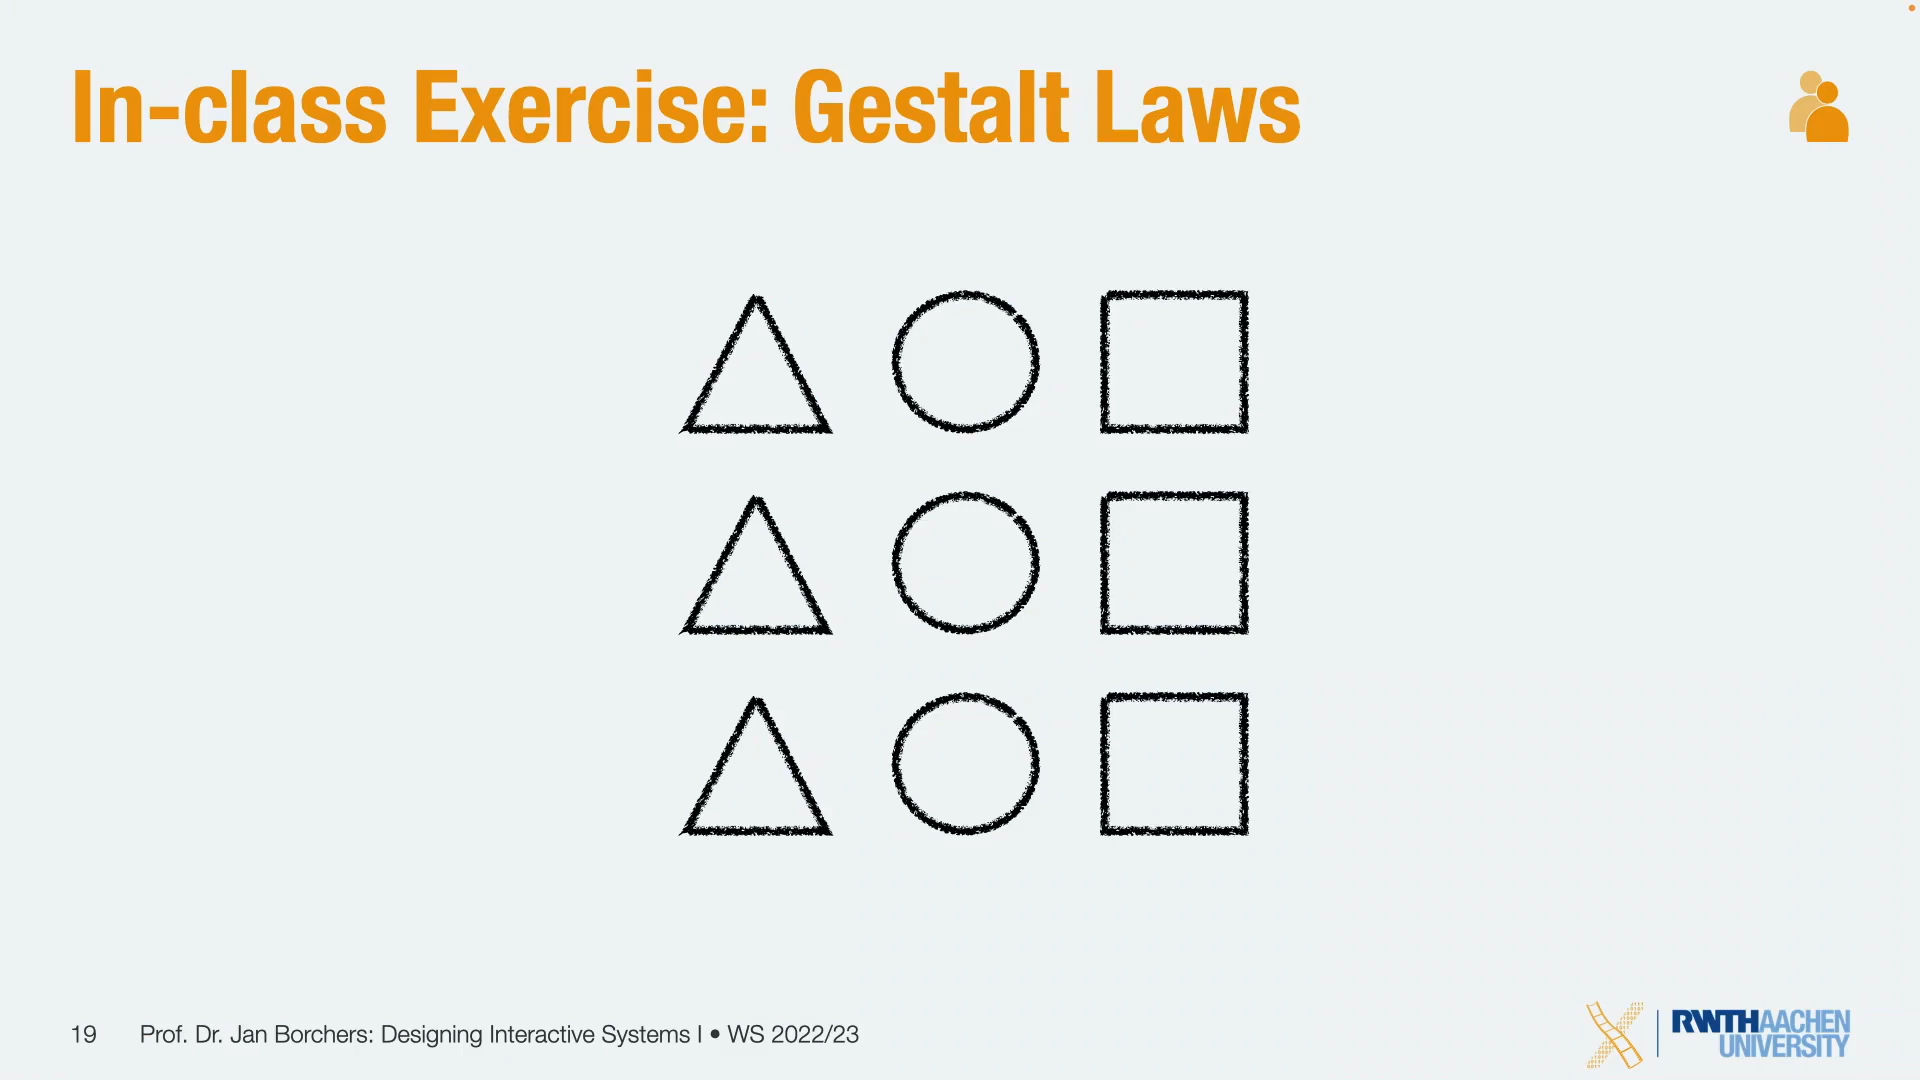 In-class Exercise: Gestalt Laws
19 Prof. Dr. Jan Borchers: Designing Interactive Systems I • WS 2022/23
RWTHAACHEN
UNIVERSITY